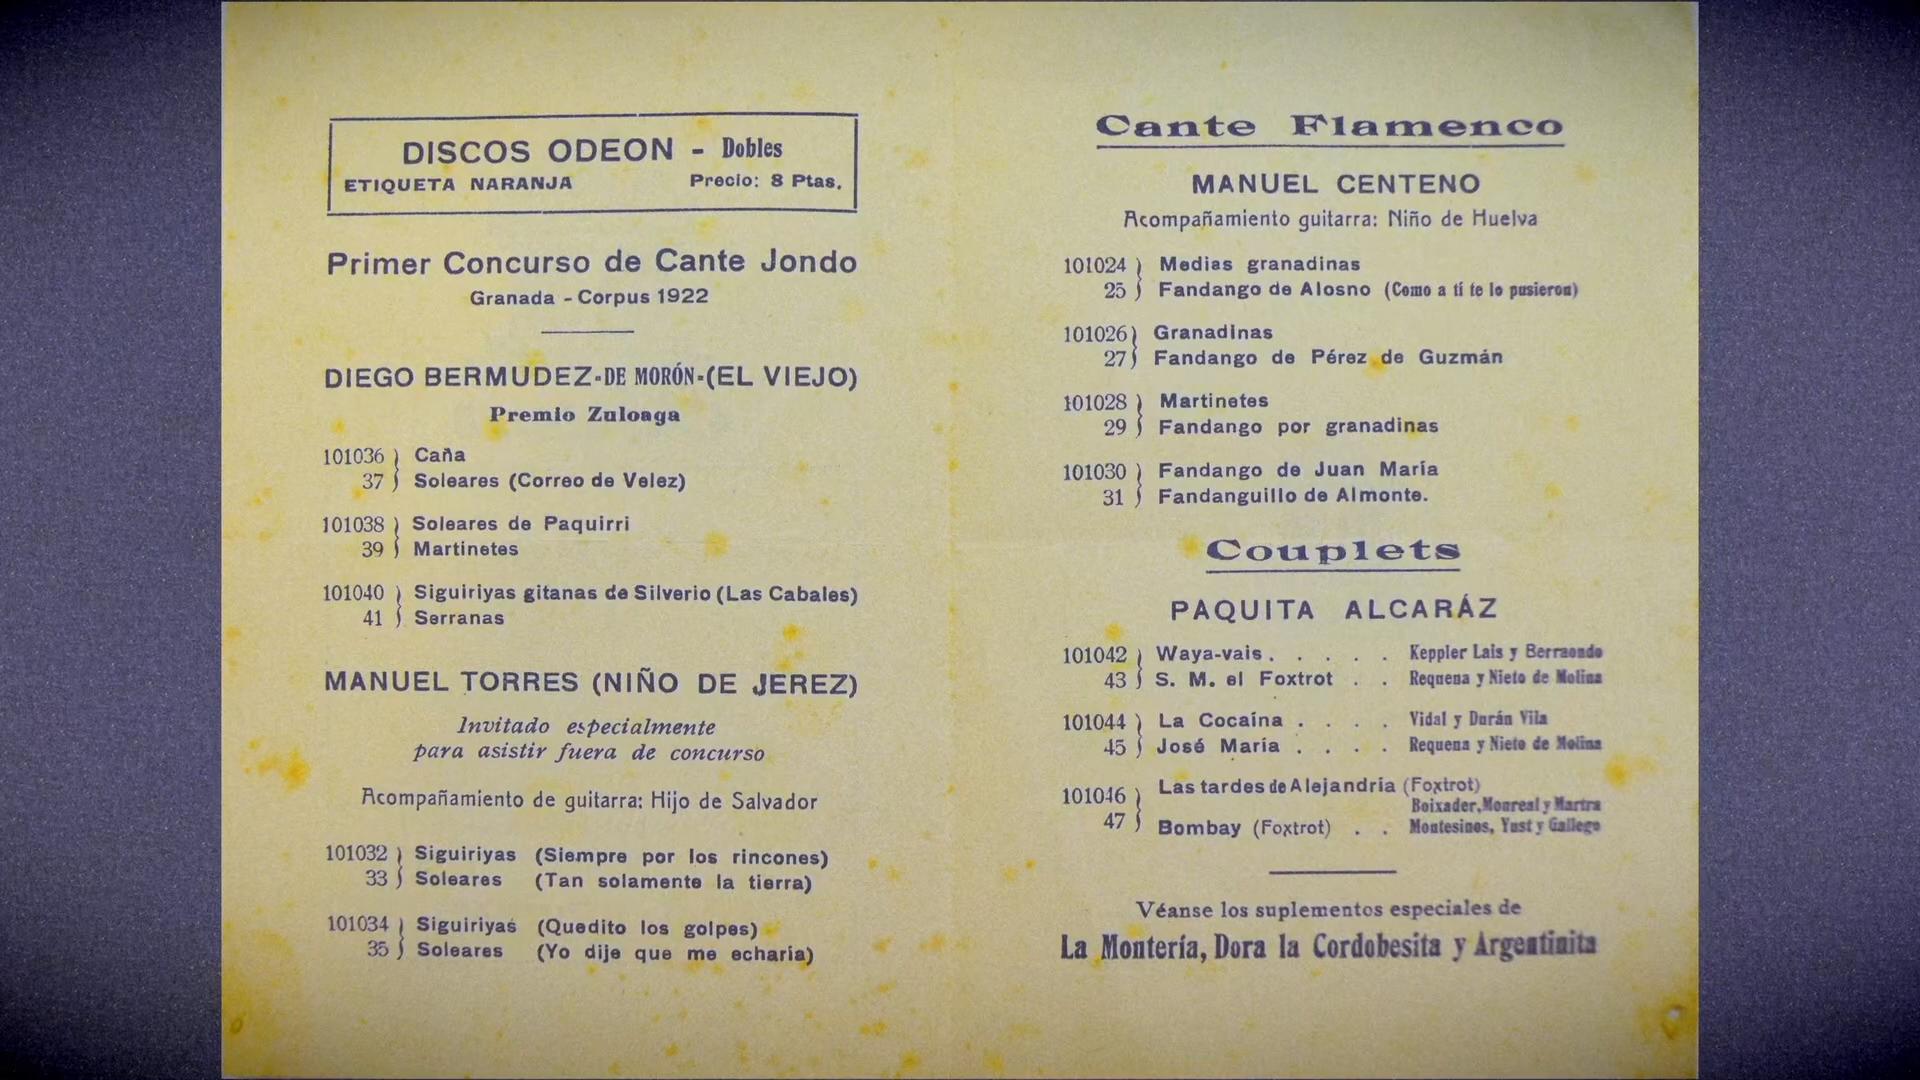 DISCOS ODEON - Dobles
ETIQUETA NARANJA Precio: 8 Ptas.
Primer Concurso de Cante Jondo
Granada - Corpus 1922
DIEGO BERMUDEZ-DE MORÓN-(EL VIEJO)
Premio Zuloaga
101036 } Caña
37 } Soleares (Correo de Velez)
101038 } Soleares de Paquirri
39 } Martinetes
101040 } Siguiriyas gitanas de Silverio (Las Cabales)
41 } Serranas
MANUEL TORRES (NIÑO DE JEREZ)
Invitado especialmente
para asistir fuera de concurso
Acompañamiento de guitarra: Hijo de Salvador
101032 } Siguiriyas (Siempre por los rincones)
33 } Soleares (Tan solamente la tierra)
101034 } Siguiriyas (Quedito los golpes)
35 } Soleares (Yo dije que me echaria)
Cante Flamenco
MANUEL CENTENO
Acompañamiento guitarra: Niño de Huelva
101024 } Medias granadinas
25 } Fandango de Alosno (Como a tí te lo pusieron)
101026 } Granadinas
27 } Fandango de Pérez de Guzmán
101028 } Martinetes
29 } Fandango por granadinas
101030 } Fandango de Juan María
31 } Fandanguillo de Almonte.
Couplets
PAQUITA ALCARÁZ
101042 } Waya-vais . . . . . Keppler Lais y Berraondo
43 } S. M. el Foxtrot . . Requena y Nieto de Molina
101044 } La Cocaína . . . . Vidal y Durán Vila
45 } José María . . . . Requena y Nieto de Molina
101046 } Las tardes de Alejandría (Foxtrot)
Boixader, Monreal y Martra
47 } Bombay (Foxtrot) . . Montesinos, Yust y Gallego
Véanse los suplementos especiales de
La Montería, Dora la Cordobesita y Argentinita